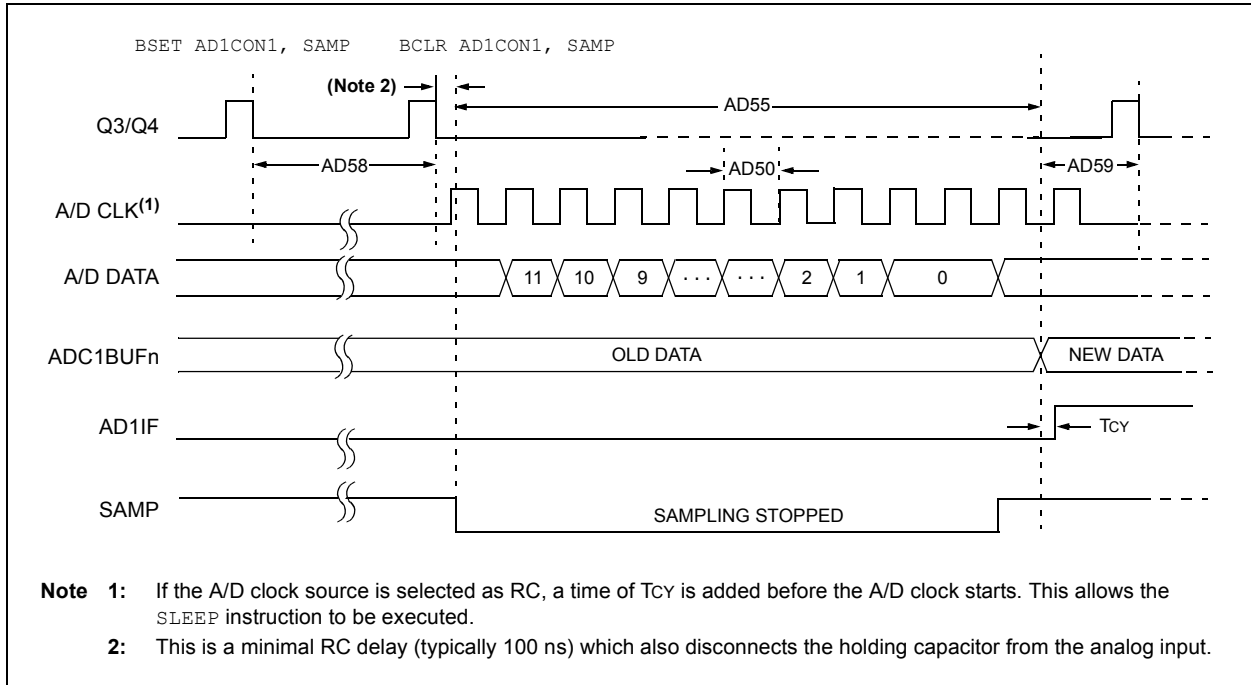 BSET AD1CON1, SAMP BCLR AD1CON1, SAMP
(Note 2)
AD55
Q3/Q4
AD58
AD50
AD59
A/D CLK(1)
A/D DATA
11 10 9 . . . . . . 2 1 0
ADC1BUFn
OLD DATA
NEW DATA
AD1IF
TCY
SAMP
SAMPLING STOPPED
Note 1: If the A/D clock source is selected as RC, a time of TCY is added before the A/D clock starts. This allows the
SLEEP instruction to be executed.
2: This is a minimal RC delay (typically 100 ns) which also disconnects the holding capacitor from the analog input.